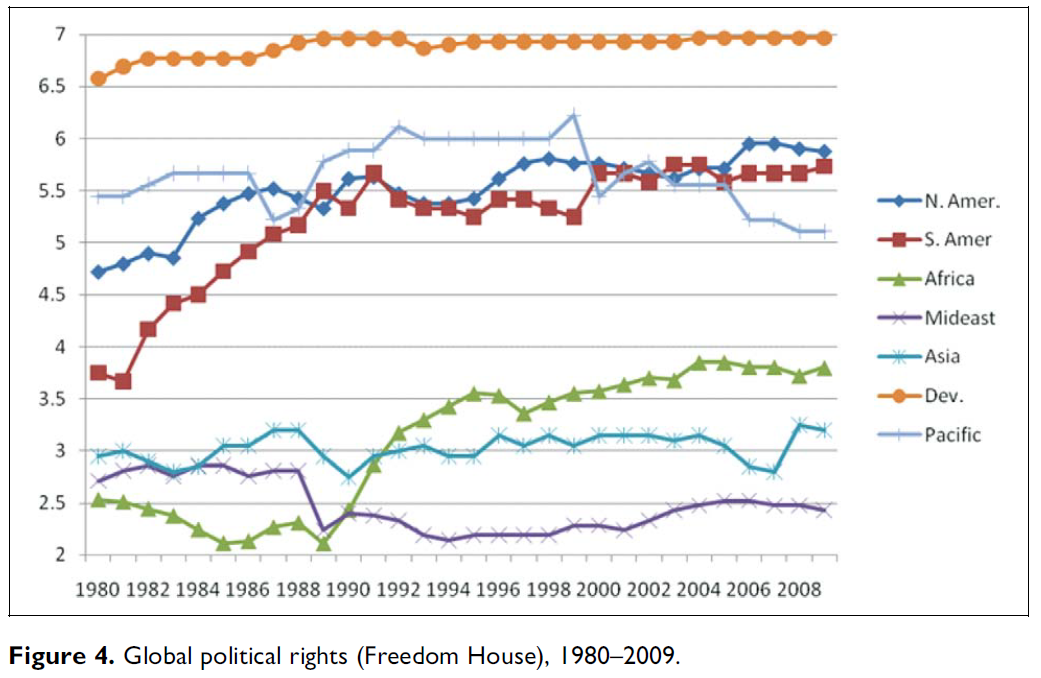 7
6.5
6
5.5
5
4.5
4
3.5
3
2.5
2
1980 1982 1984 1986 1988 1990 1992 1994 1996 1998 2000 2002 2004 2006 2008
N. Amer.
S. Amer
Africa
Mideast
Asia
Dev.
Pacific
Figure 4. Global political rights (Freedom House), 1980–2009.